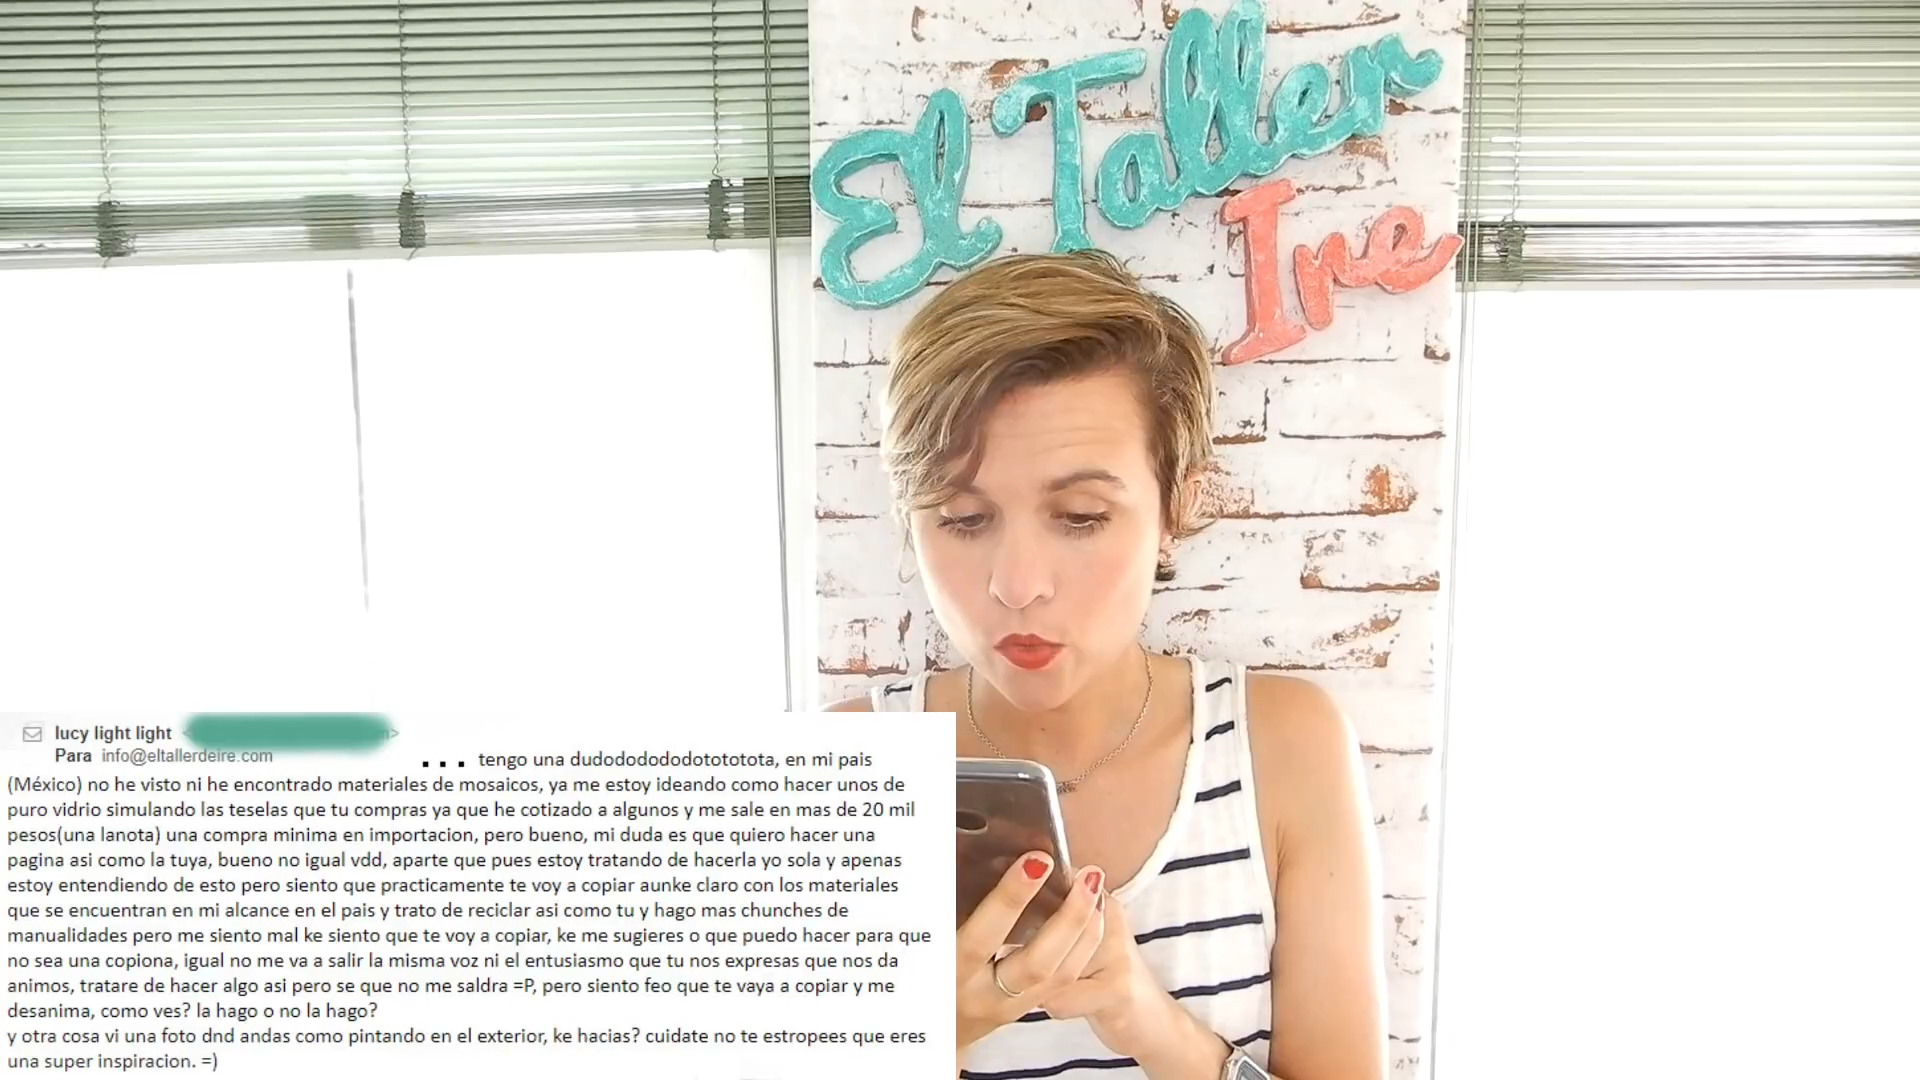 El Taller
Ire
lucy light light
Para info@eltallerdeire.com
... tengo una dudododododotototota, en mi pais
(México) no he visto ni he encontrado materiales de mosaicos, ya me estoy ideando como hacer unos de
puro vidrio simulando las teselas que tu compras ya que he cotizado a algunos y me sale en mas de 20 mil
pesos(una lanota) una compra minima en importacion, pero bueno, mi duda es que quiero hacer una
pagina asi como la tuya, bueno no igual vdd, aparte que pues estoy tratando de hacerla yo sola y apenas
estoy entendiendo de esto pero siento que practicamente te voy a copiar aunke claro con los materiales
que se encuentran en mi alcance en el pais y trato de reciclar asi como tu y hago mas chunches de
manualidades pero me siento mal ke siento que te voy a copiar, ke me sugieres o que puedo hacer para que
no sea una copiona, igual no me va a salir la misma voz ni el entusiasmo que tu nos expresas que nos da
animos, tratare de hacer algo asi pero se que no me saldra =P, pero siento feo que te vaya a copiar y me
desanima, como ves? la hago o no la hago?
y otra cosa vi una foto dnd andas como pintando en el exterior, ke hacias? cuidate no te estropees que eres
una super inspiracion. =)